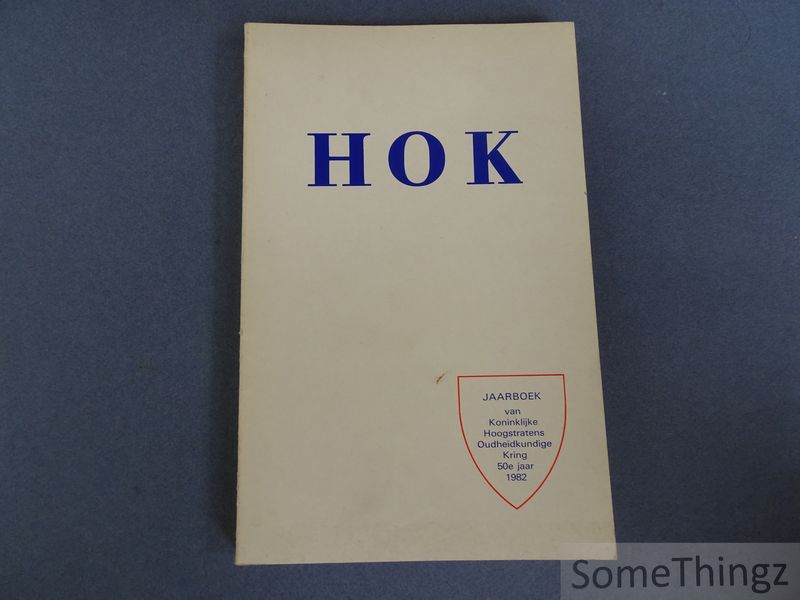 HOK
JAARBOEK
van
Koninklijke
Hoogstratens
Oudheidkundige
Kring
50e jaar
1982
SomeThingz